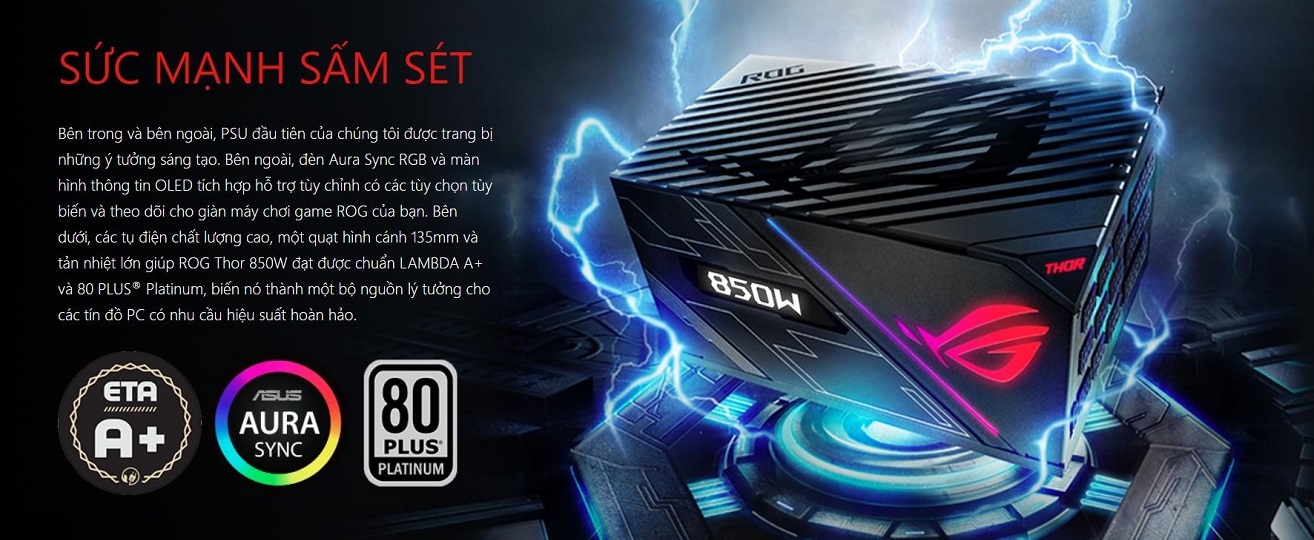 SỨC MẠNH SẤM SÉT
Bên trong và bên ngoài, PSU đầu tiên của chúng tôi được trang bị
những ý tưởng sáng tạo. Bên ngoài, đèn Aura Sync RGB và màn
hình thông tin OLED tích hợp hỗ trợ tùy chỉnh có các tùy chọn tùy
biến và theo dõi cho giàn máy chơi game ROG của bạn. Bên
dưới, các tụ điện chất lượng cao, một quạt hình cánh 135mm và
tản nhiệt lớn giúp ROG Thor 850W đạt được chuẩn LAMBDA A+
và 80 PLUS® Platinum, biến nó thành một bộ nguồn lý tưởng cho
các tín đồ PC có nhu cầu hiệu suất hoàn hảo.
ETA
A+
ASUS
AURA
SYNC
80
PLUS®
PLATINUM
ROG
850W
THOR